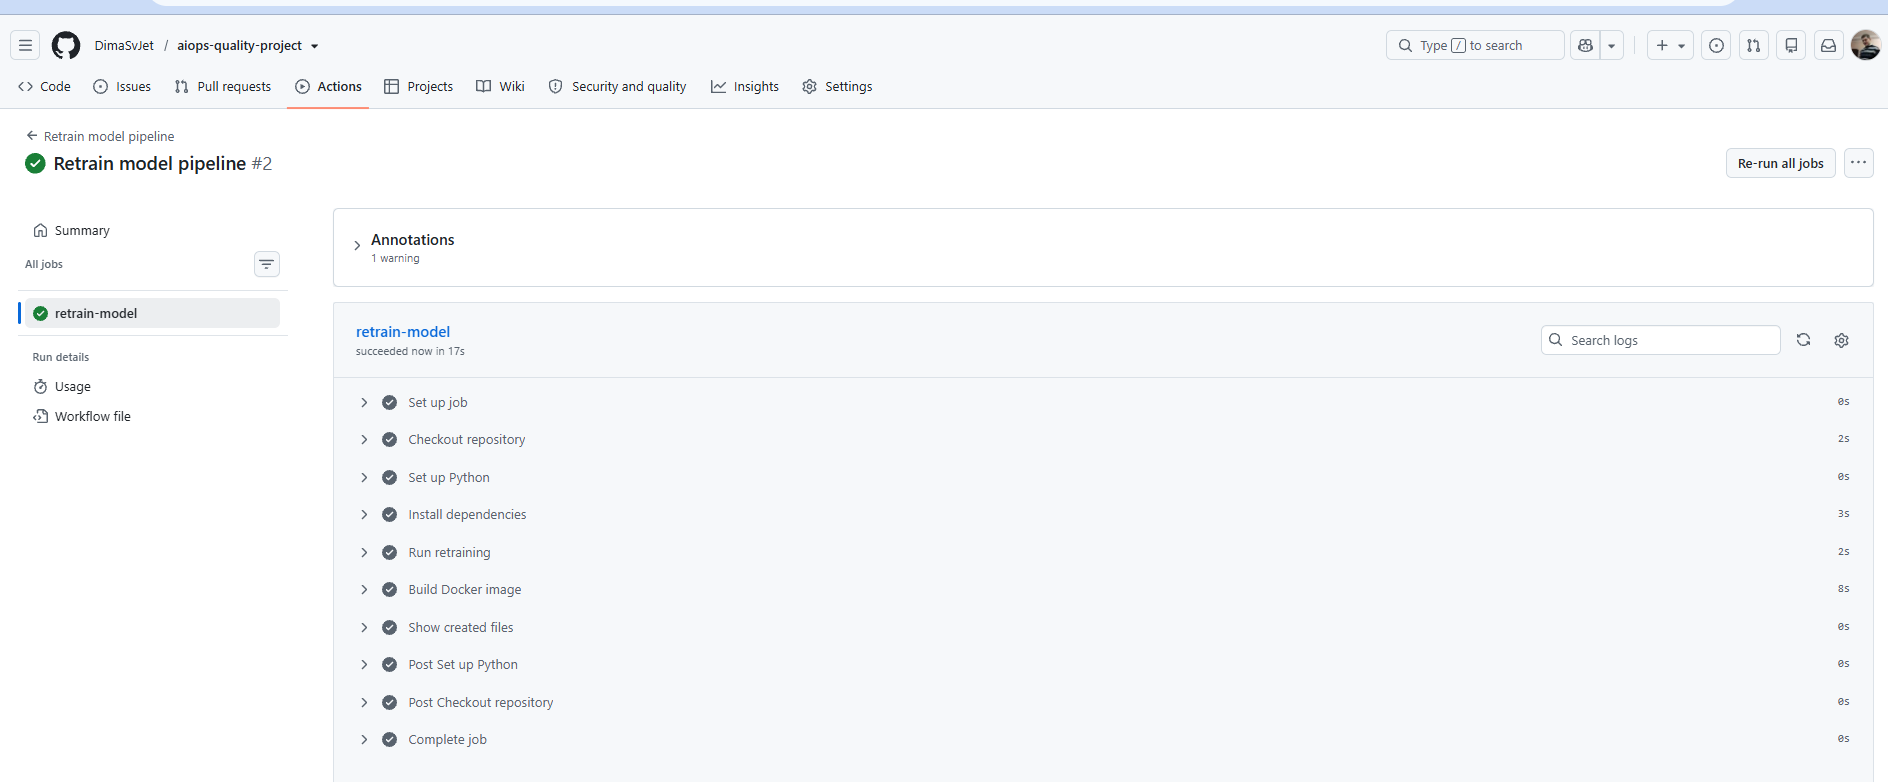 DimaSvJet / aiops-quality-project
Type / to search
Code
Issues
Pull requests
Actions
Projects
Wiki
Security and quality
Insights
Settings
Retrain model pipeline
Retrain model pipeline #2
Re-run all jobs
Summary
All jobs
retrain-model
Run details
Usage
Workflow file
Annotations
1 warning
retrain-model
succeeded now in 17s
Search logs
Set up job 0s
Checkout repository 2s
Set up Python 0s
Install dependencies 3s
Run retraining 2s
Build Docker image 8s
Show created files 0s
Post Set up Python 0s
Post Checkout repository 0s
Complete job 0s